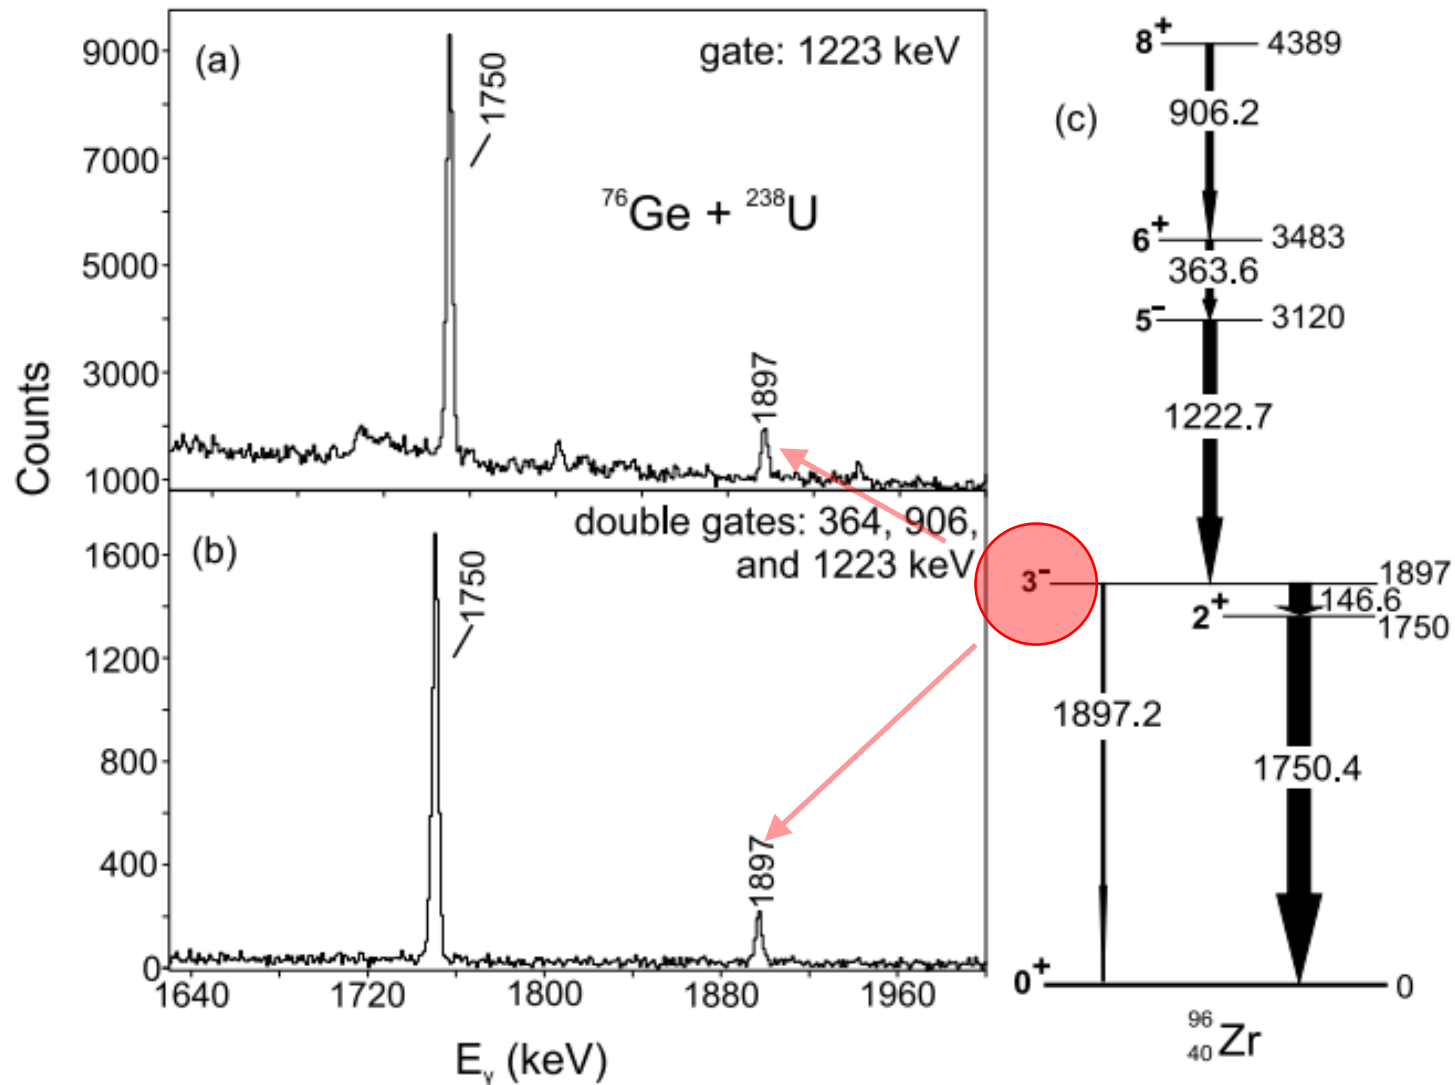 (a)
gate: 1223 keV
1750
⁷⁶Ge + ²³⁸U
1897
9000
7000
5000
3000
1000
Counts
(b)
double gates: 364, 906,
and 1223 keV
1750
1897
1600
1200
800
400
0
1640 1720 1800 1880 1960
Eγ (keV)
(c)
8⁺ 4389
906.2
6⁺ 3483
363.6
5⁻ 3120
1222.7
3⁻ 1897
146.6
2⁺ 1750
1897.2
1750.4
0⁺ 0
⁹⁶₄₀Zr